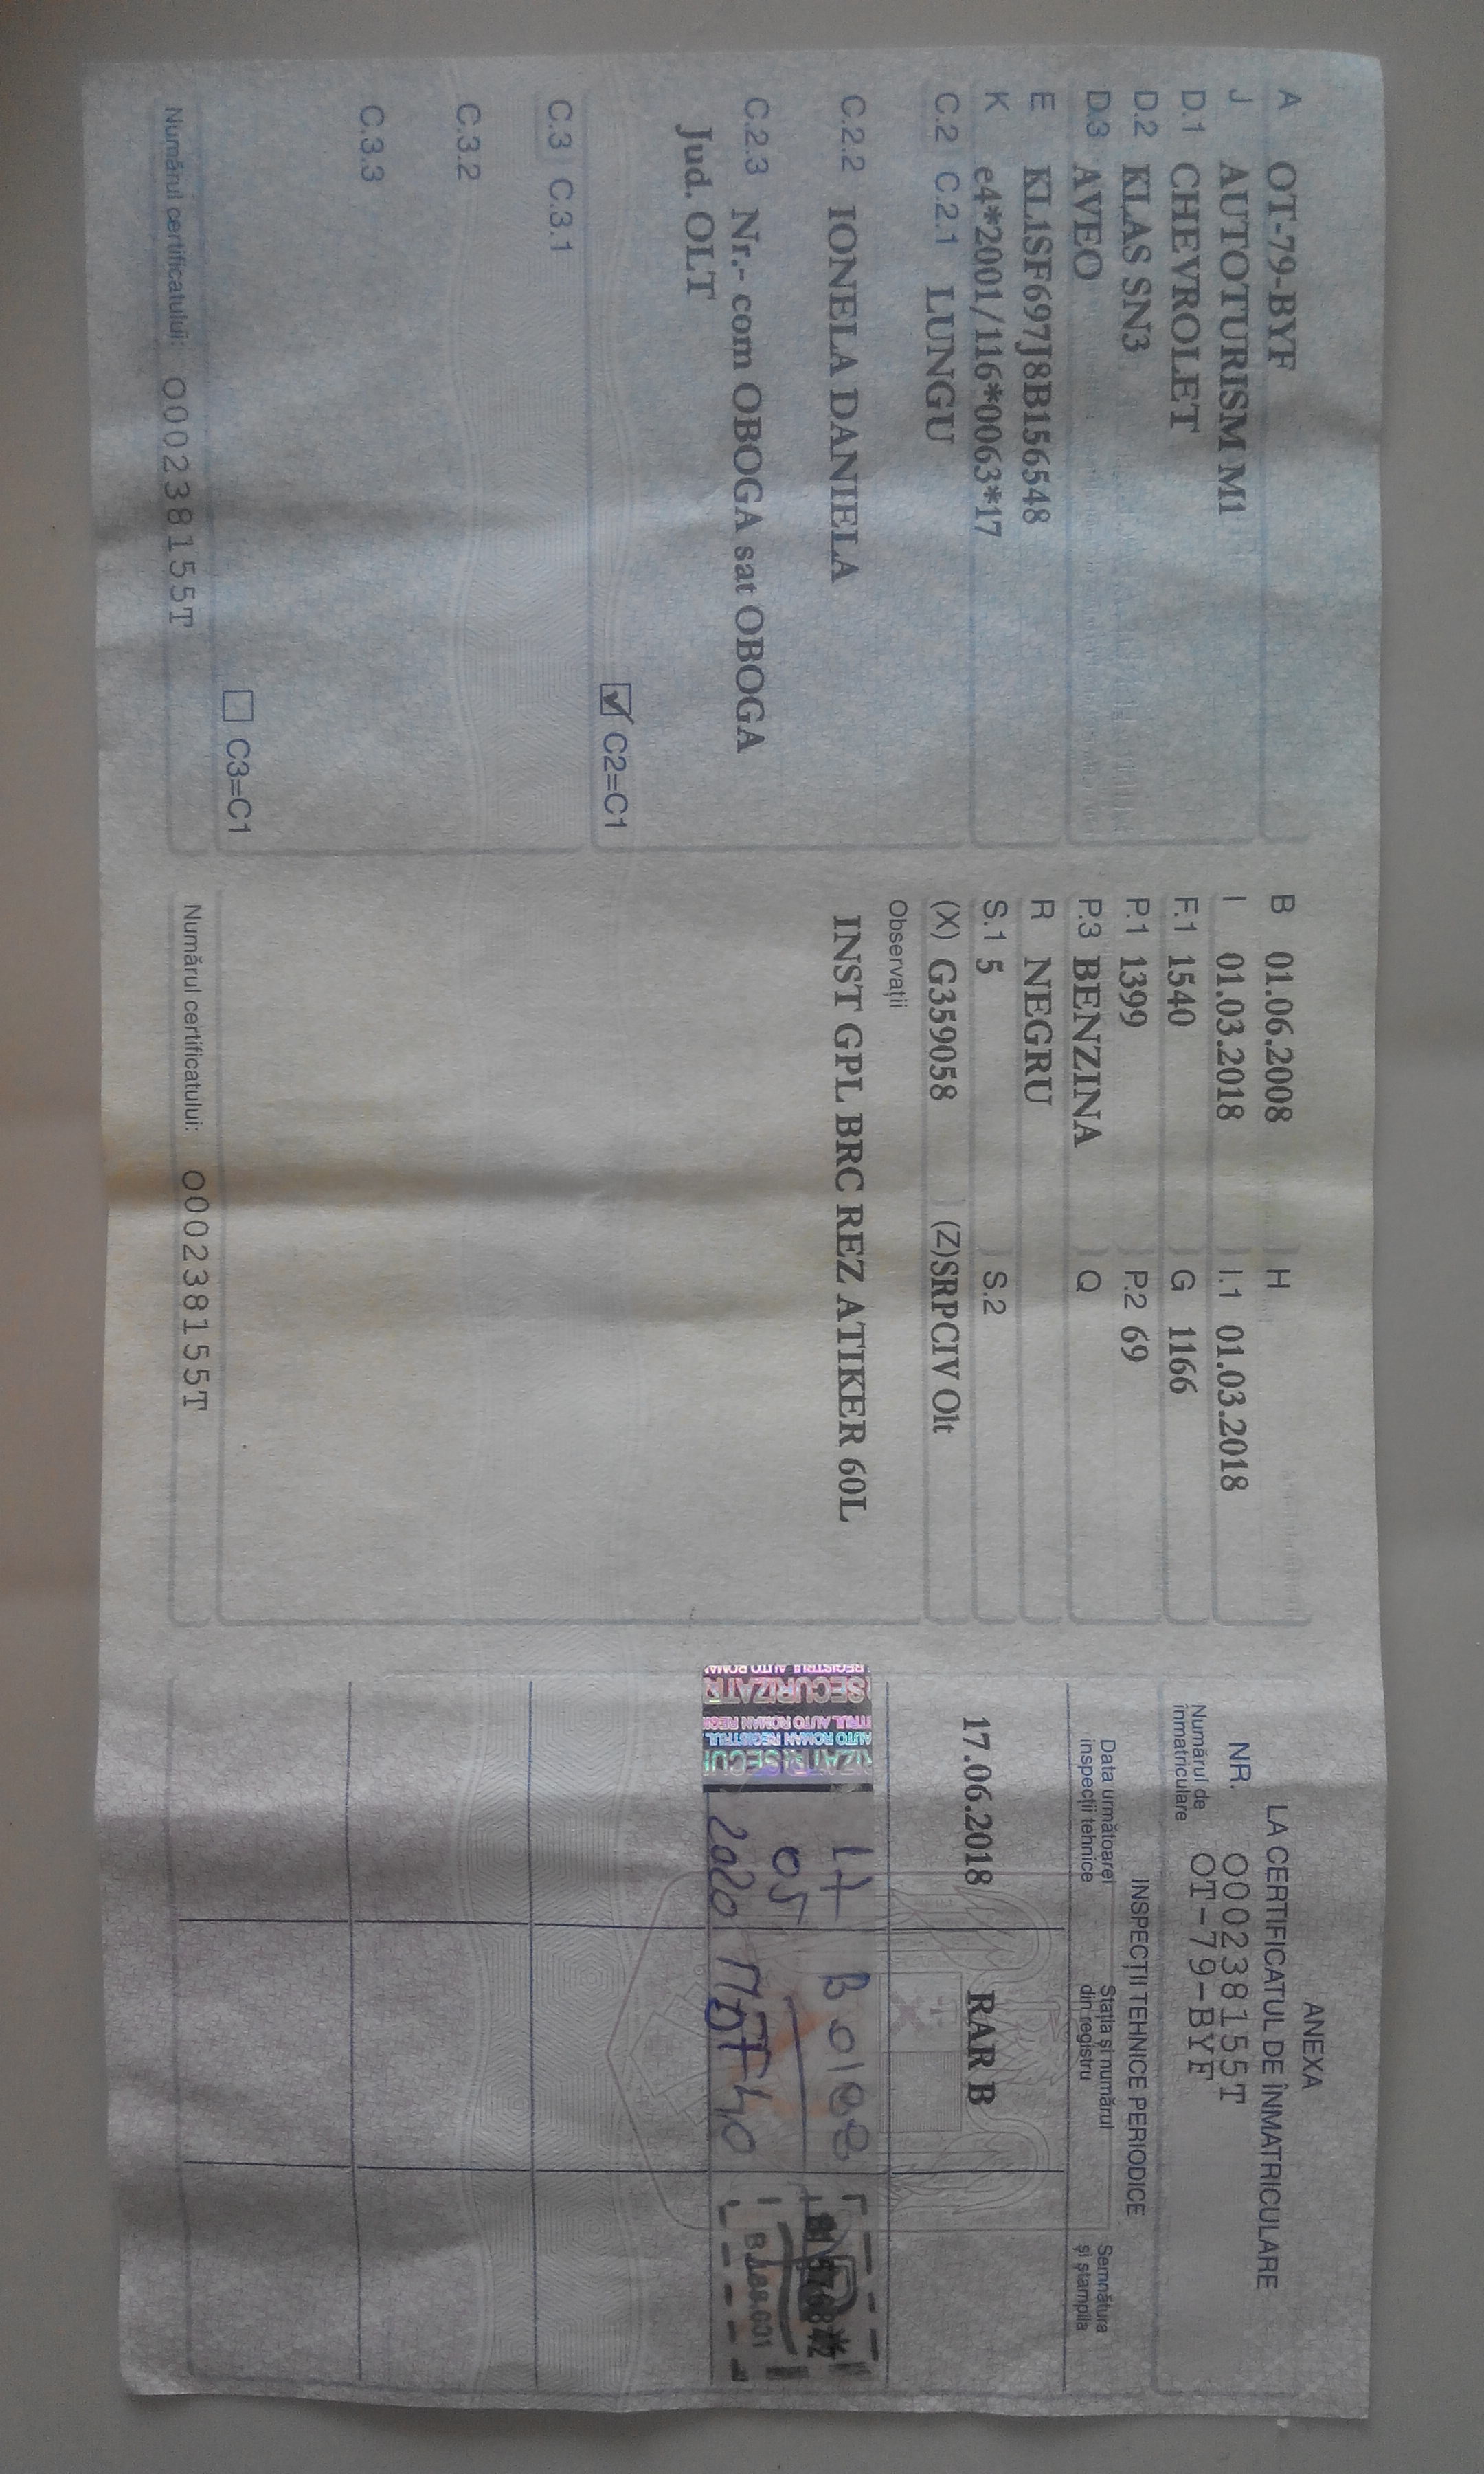 A OT-79-BYF
J AUTOTURISM M1
D.1 CHEVROLET
D.2 KLAS SN3
D.3 AVEO
E KL1SF697J8B156548
K e4*2001/116*0063*17
C.2 C.2.1 LUNGU
C.2.2 IONELA DANIELA
C.2.3 Nr.- com OBOGA sat OBOGA
Jud. OLT
C2=C1
C.3 C.3.1
C.3.2
C.3.3
C3=C1
Numărul certificatului: O00238155T
B 01.06.2008 H
I 01.03.2018 I.1 01.03.2018
F.1 1540 G 1166
P.1 1399 P.2 69
P.3 BENZINA Q
R NEGRU
S.1 5 S.2
(X) G359058 (Z) SRPCIV Olt
Observații
INST GPL BRC REZ ATIKER 60L
Numărul certificatului: O00238155T
ANEXA
LA CERTIFICATUL DE ÎNMATRICULARE
NR. O00238155T
Numărul de
înmatriculare OT-79-BYF
INSPECȚII TEHNICE PERIODICE
Data următoarei
inspecții tehnice
Stația și numărul
din registru
Semnătura
și ștampila
17.06.2018 RAR B
SECURIZAT
AUTO ROMAN
17
05
2020